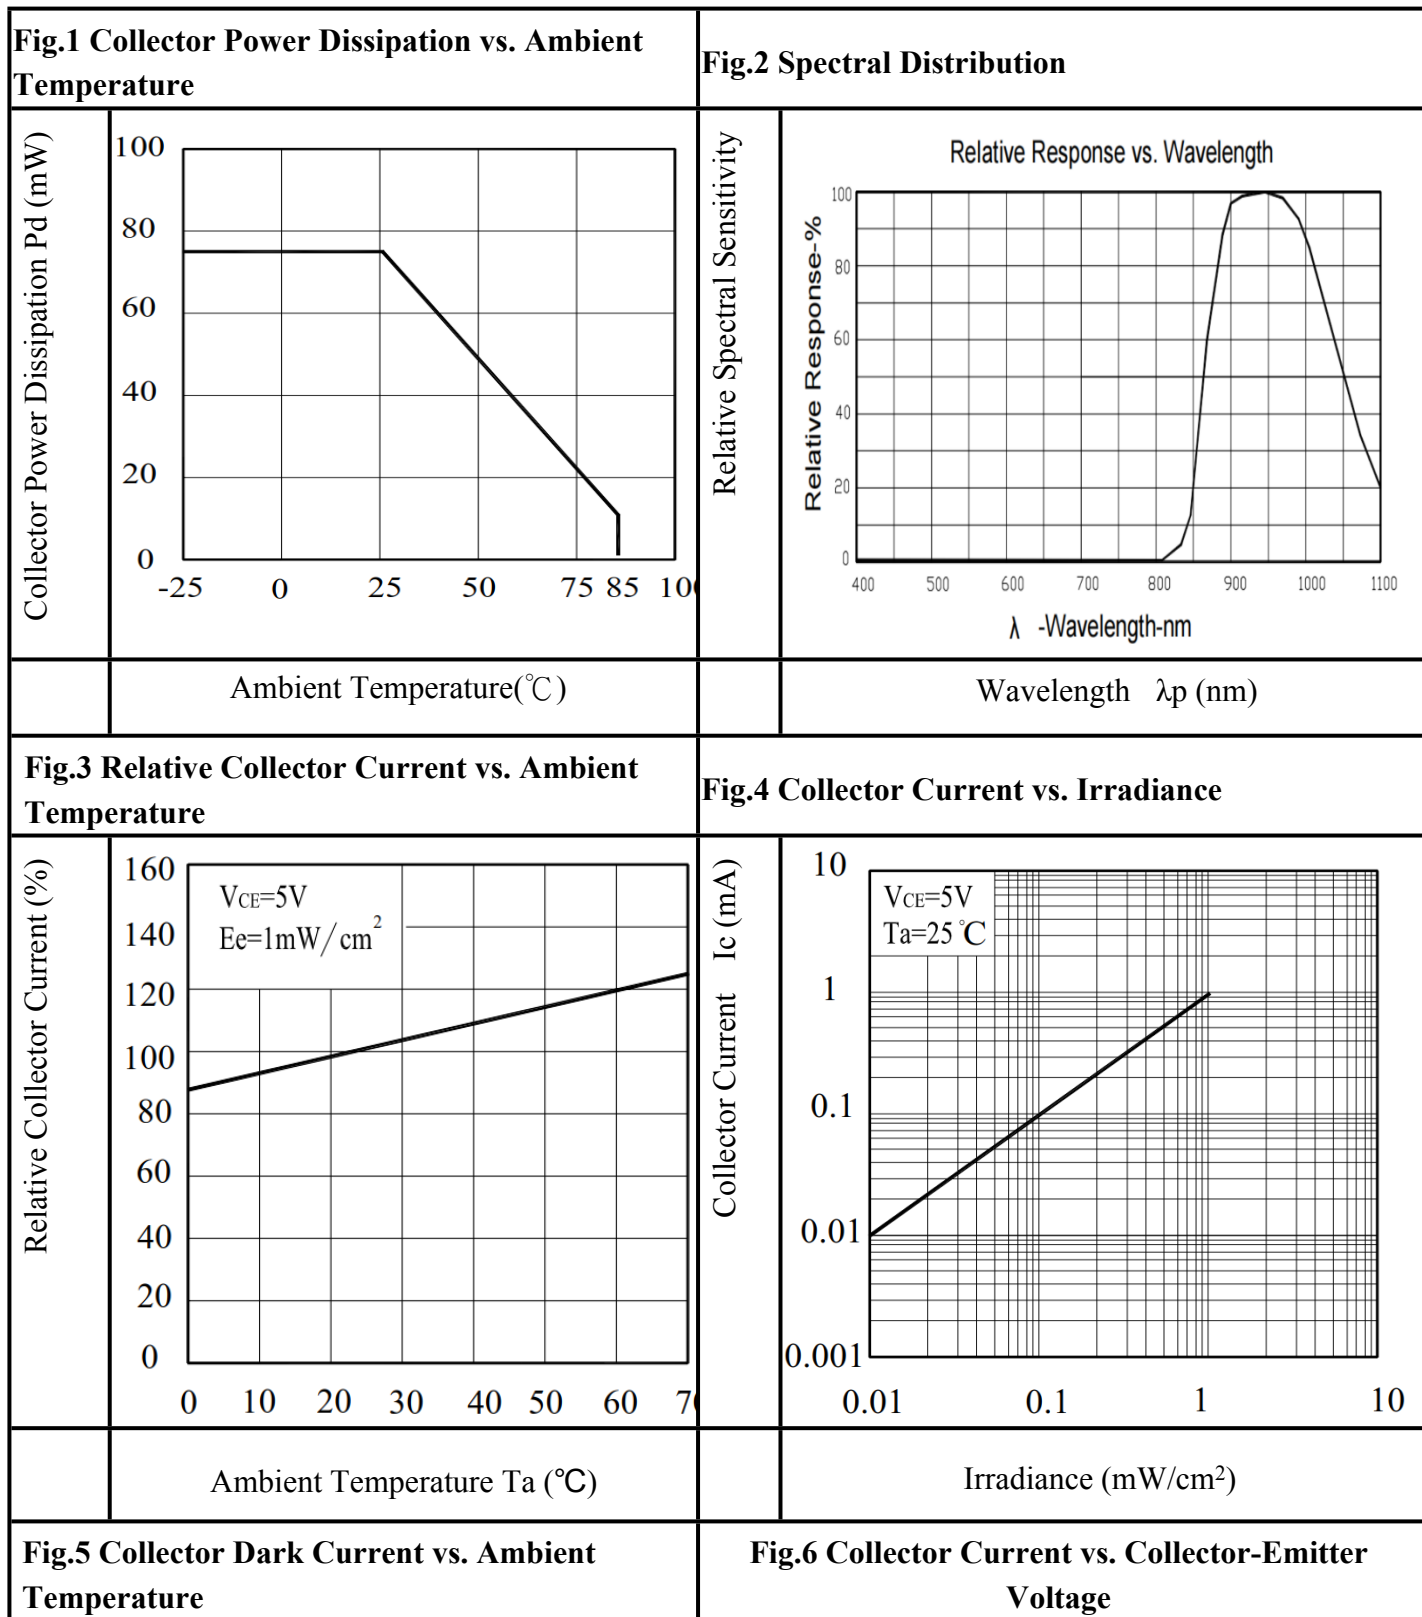 Fig.1 Collector Power Dissipation vs. Ambient
Temperature
Fig.2 Spectral Distribution
Collector Power Dissipation Pd (mW)
100
80
60
40
20
0
-25 0 25 50 75 85 100
Relative Spectral Sensitivity
Relative Response vs. Wavelength
Relative Response-%
100
80
60
40
20
0
400 500 600 700 800 900 1000 1100
λ -Wavelength-nm
Ambient Temperature(℃)
Wavelength λp (nm)
Fig.3 Relative Collector Current vs. Ambient
Temperature
Fig.4 Collector Current vs. Irradiance
Relative Collector Current (%)
160
140
120
100
80
60
40
20
0
VCE=5V
Ee=1mW/cm²
0 10 20 30 40 50 60 70
Collector Current Ic (mA)
10
1
0.1
0.01
0.001
VCE=5V
Ta=25℃
0.01 0.1 1 10
Ambient Temperature Ta (℃)
Irradiance (mW/cm²)
Fig.5 Collector Dark Current vs. Ambient
Temperature
Fig.6 Collector Current vs. Collector-Emitter
Voltage